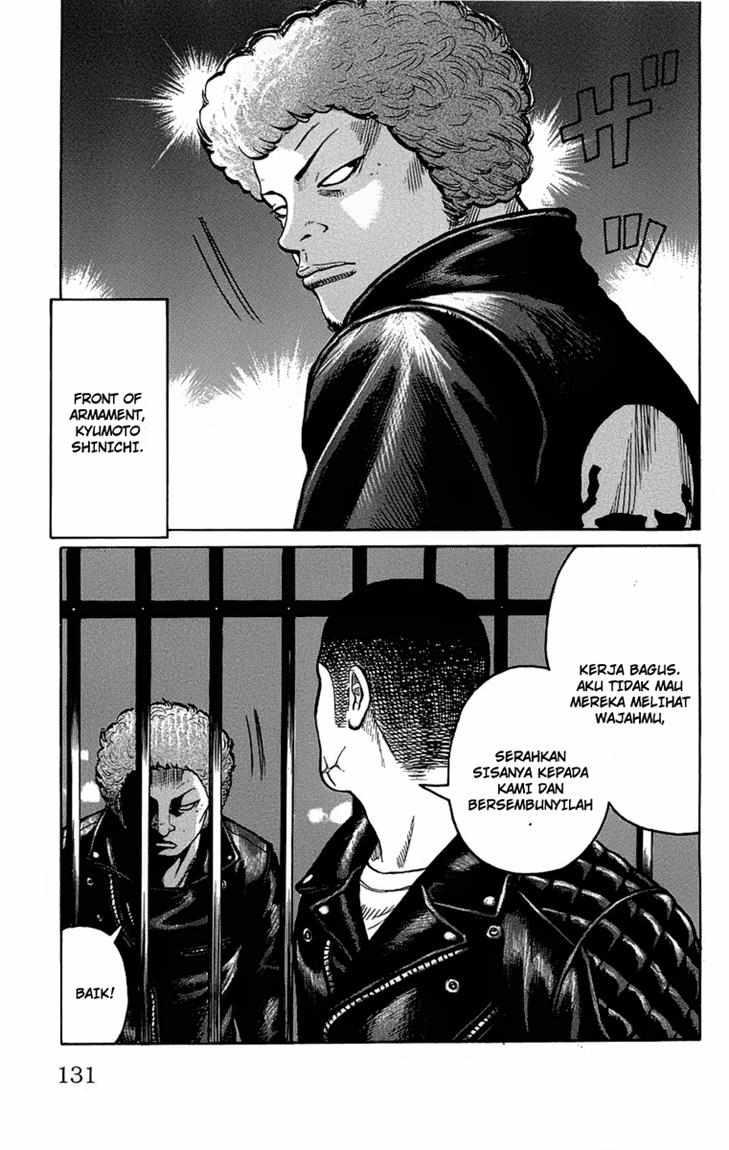 ザ゛
゛゛
FRONT OF
ARMAMENT,
KYUMOTO
SHINICHI.
KERJA BAGUS.
AKU TIDAK MAU
MEREKA MELIHAT
WAJAHMU,
SERAHKAN
SISANYA KEPADA
KAMI DAN
BERSEMBUNYILAH
.
BAIK!
131